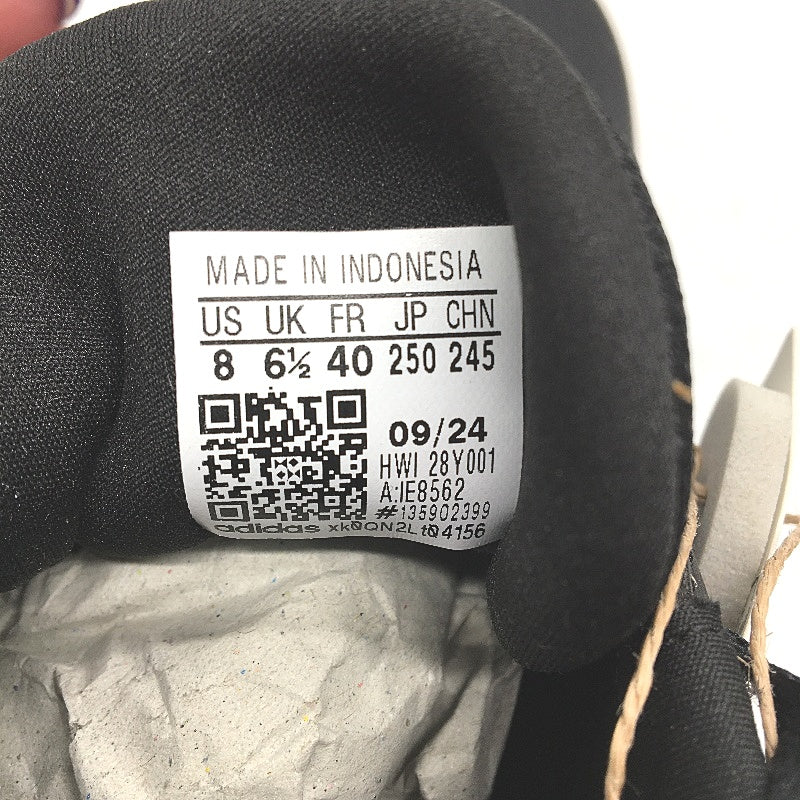 MADE IN INDONESIA
US UK FR JP CHN
8 6½ 40 250 245
09/24
HWI 28Y001
A:IE8562
#135902399
adidas xk0QN2Lt04156